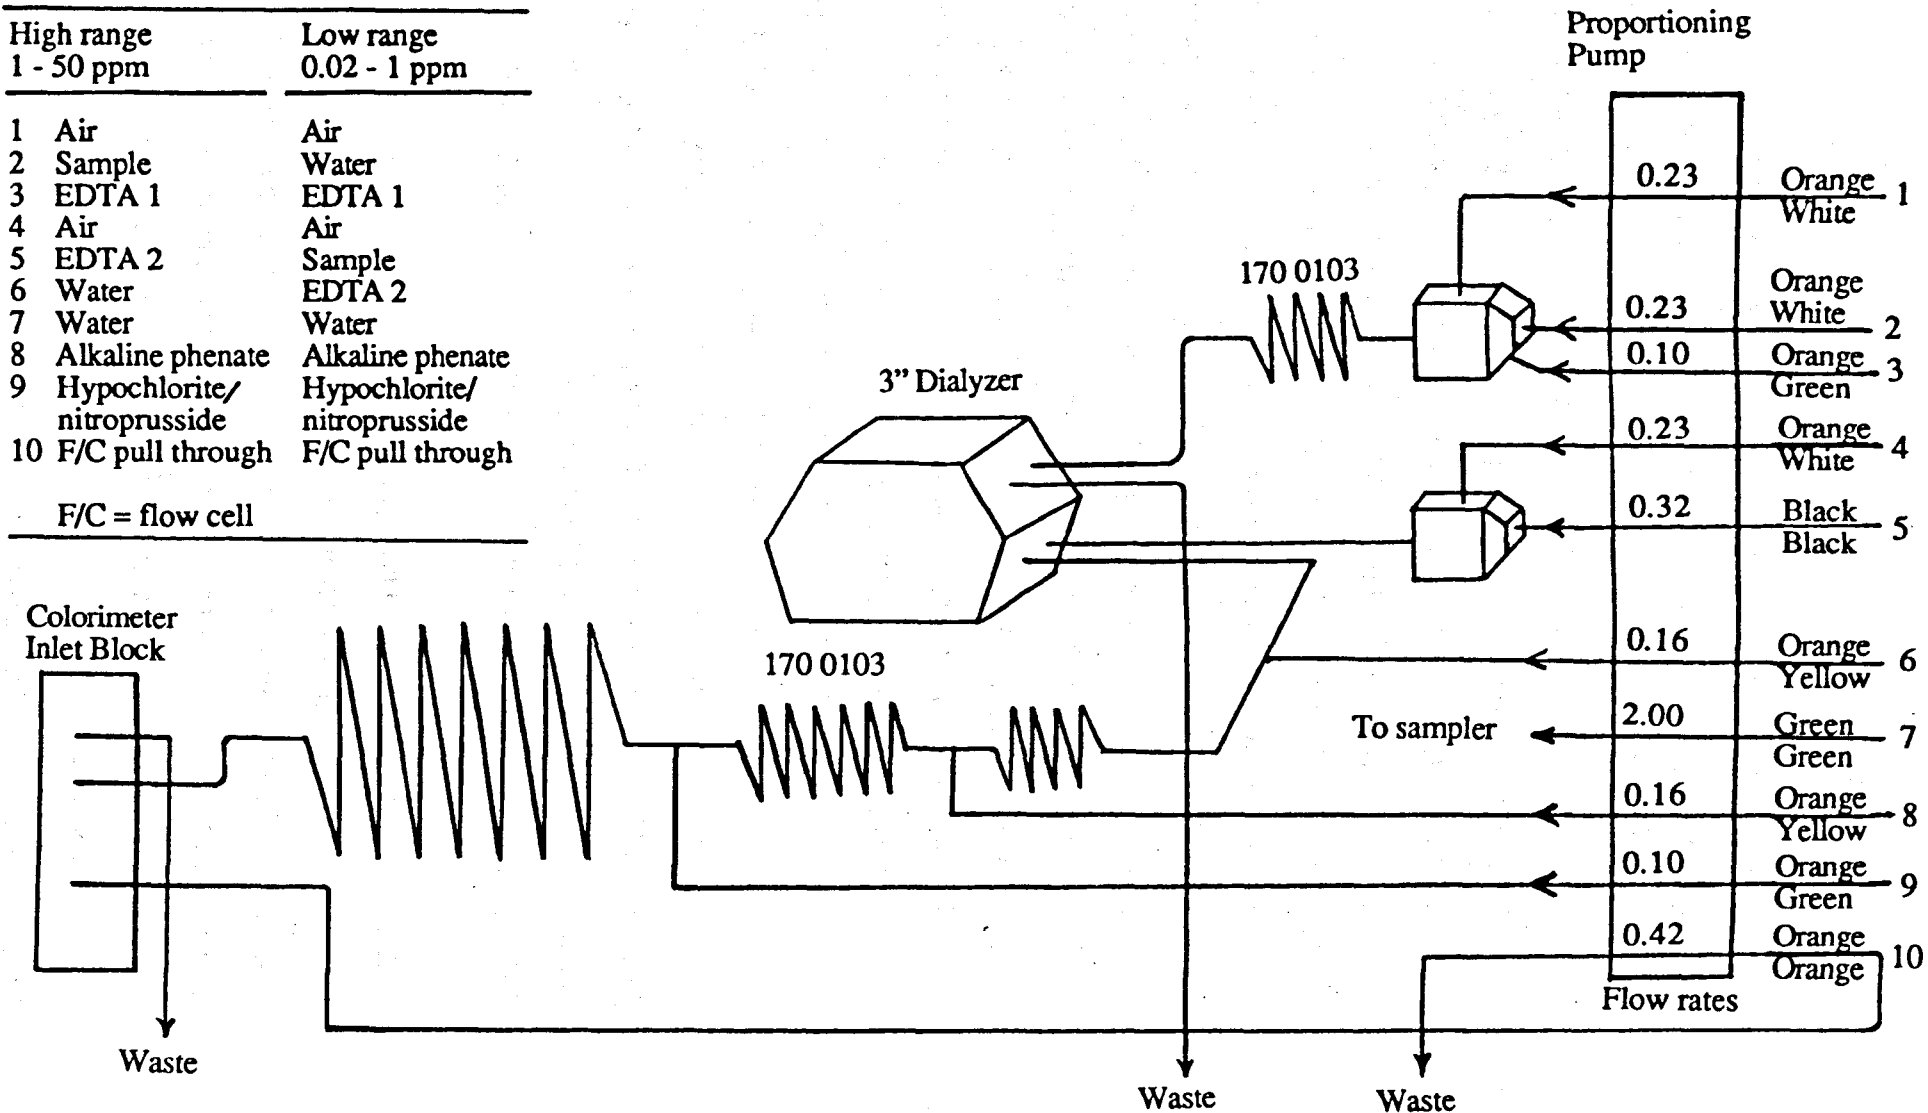 High range Low range
1 - 50 ppm 0.02 - 1 ppm
1 Air Air
2 Sample Water
3 EDTA 1 EDTA 1
4 Air Air
5 EDTA 2 Sample
6 Water EDTA 2
7 Water Water
8 Alkaline phenate Alkaline phenate
9 Hypochlorite/ Hypochlorite/
nitroprusside nitroprusside
10 F/C pull through F/C pull through
F/C = flow cell
Proportioning
Pump
0.23 Orange 1
White
170 0103
Orange
0.23 White 2
0.10 Orange 3
Green
3” Dialyzer
0.23 Orange 4
White
0.32 Black 5
Black
Colorimeter
Inlet Block
170 0103
0.16 Orange 6
Yellow
To sampler 2.00 Green 7
Green
0.16 Orange 8
Yellow
0.10 Orange 9
Green
0.42 Orange 10
Orange
Flow rates
Waste
Waste
Waste